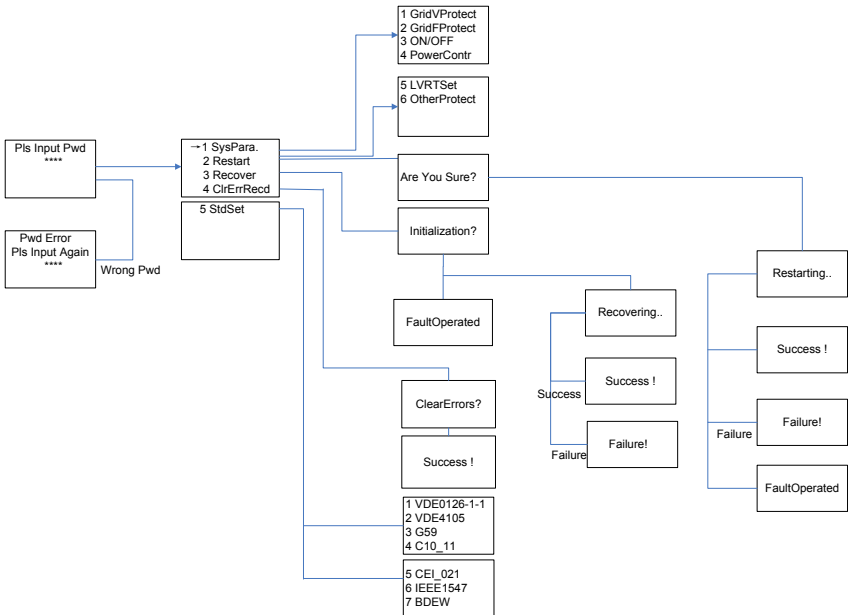 1 GridVProtect
2 GridFProtect
3 ON/OFF
4 PowerContr
5 LVRTSet
6 OtherProtect
Pls Input Pwd
****
→1 SysPara.
2 Restart
3 Recover
4 ClrErrRecd
Are You Sure?
5 StdSet
Pwd Error
Pls Input Again
****
Wrong Pwd
Initialization?
Restarting..
FaultOperated
Recovering..
Success !
Success
Success !
ClearErrors?
Failure
Failure!
Failure
Failure!
Success !
FaultOperated
1 VDE0126-1-1
2 VDE4105
3 G59
4 C10_11
5 CEI_021
6 IEEE1547
7 BDEW